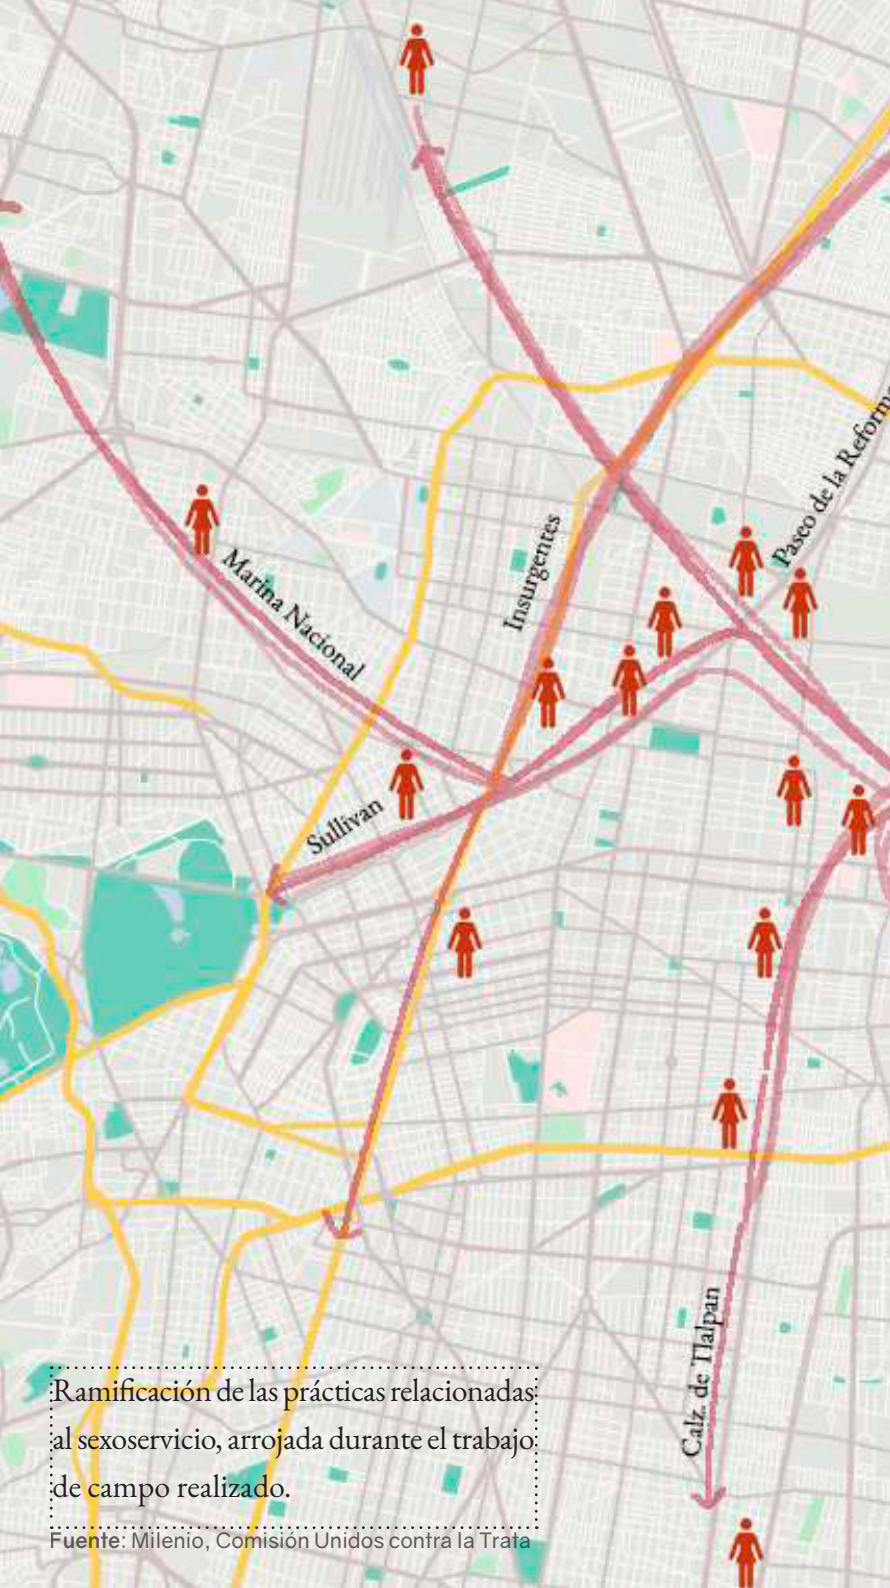 Paseo de la Reforma
Insurgentes
Marina Nacional
Sullivan
Calz. de Tlalpan
Ramificación de las prácticas relacionadas
al sexoservicio, arrojada durante el trabajo
de campo realizado.
Fuente: Milenio, Comisión Unidos contra la Trata